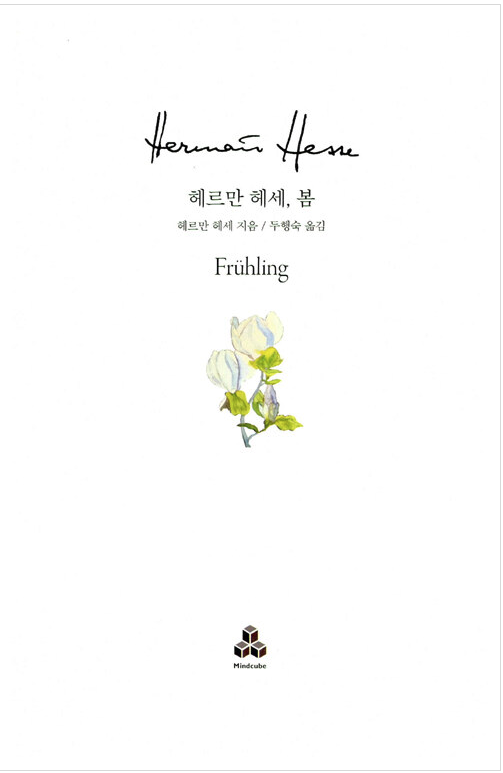 Hermann Hesse
헤르만 헤세, 봄
헤르만 헤세 지음 / 두행숙 옮김
Frühling
Mindcube